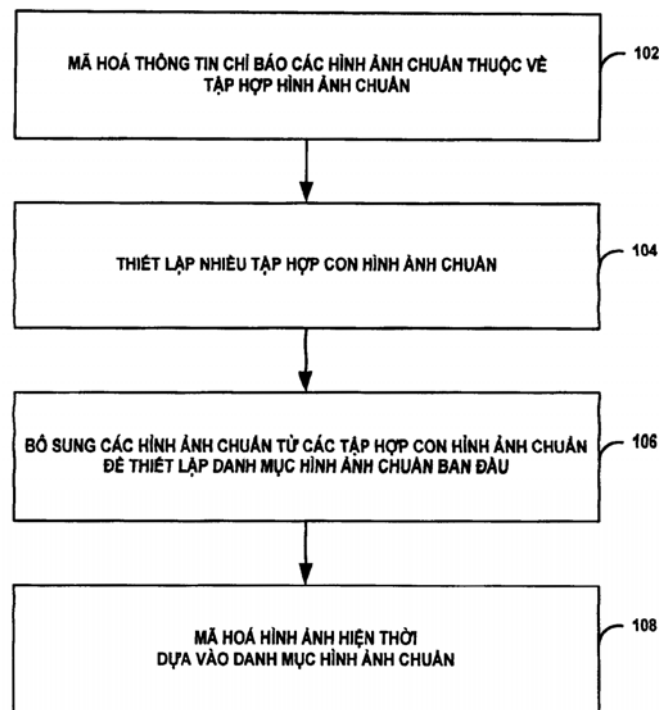 MÃ HOÁ THÔNG TIN CHỈ BÁO CÁC HÌNH ẢNH CHUẨN THUỘC VỀ
TẬP HỢP HÌNH ẢNH CHUẨN
102
THIẾT LẬP NHIỀU TẬP HỢP CON HÌNH ẢNH CHUẨN
104
BỔ SUNG CÁC HÌNH ẢNH CHUẨN TỪ CÁC TẬP HỢP CON HÌNH ẢNH CHUẨN
ĐỂ THIẾT LẬP DANH MỤC HÌNH ẢNH CHUẨN BAN ĐẦU
106
MÃ HOÁ HÌNH ẢNH HIỆN THỜI
DỰA VÀO DANH MỤC HÌNH ẢNH CHUẨN
108